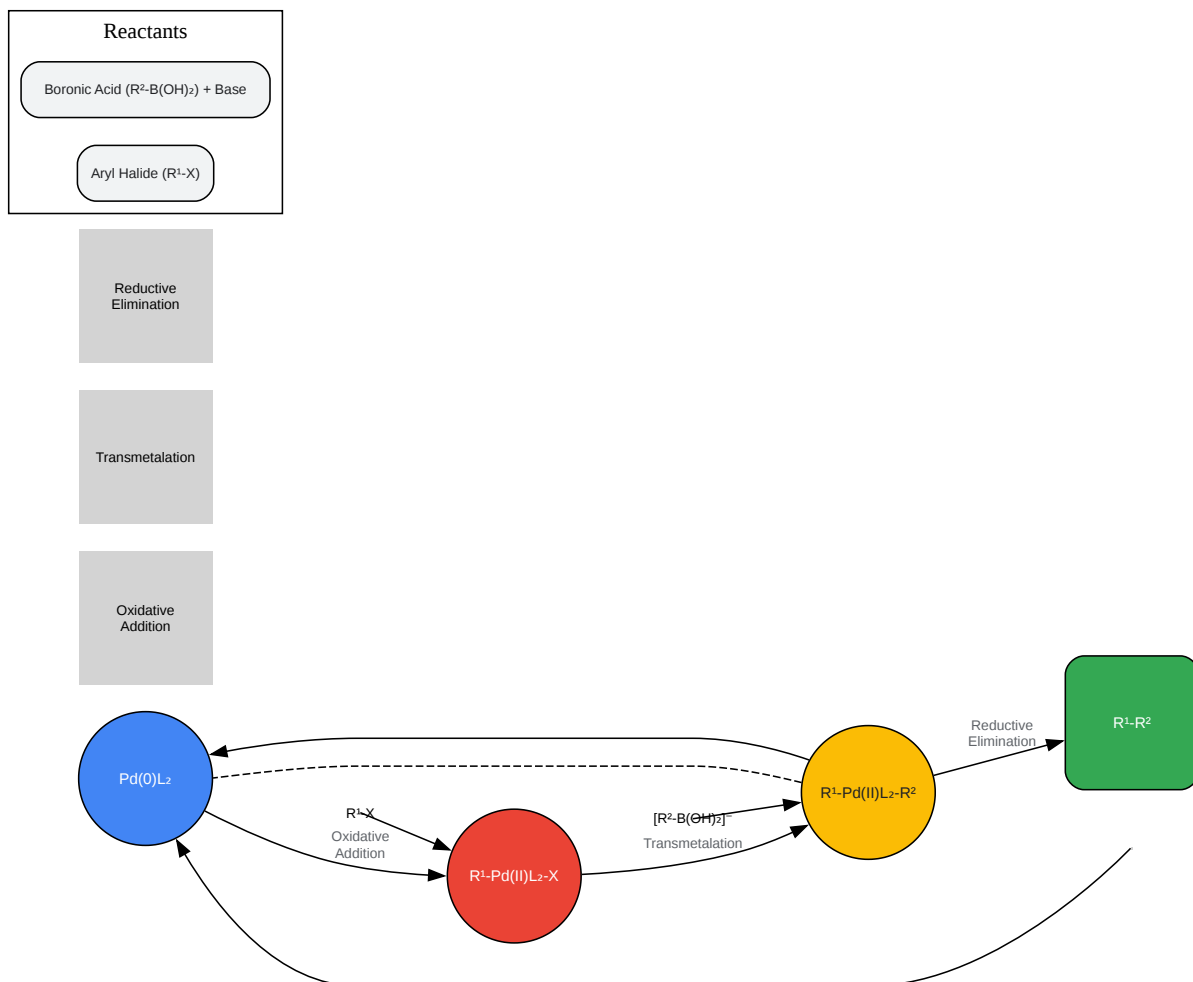 Reactants
Boronic Acid (R²-B(OH)₂) + Base
Aryl Halide (R¹-X)
Reductive
Elimination
Transmetalation
Oxidative
Addition
Pd(0)L₂
R¹-X
Oxidative
Addition
R¹-Pd(II)L₂-X
[R²-B(OH)₂]⁻
Transmetalation
R¹-Pd(II)L₂-R²
Reductive
Elimination
R¹-R²